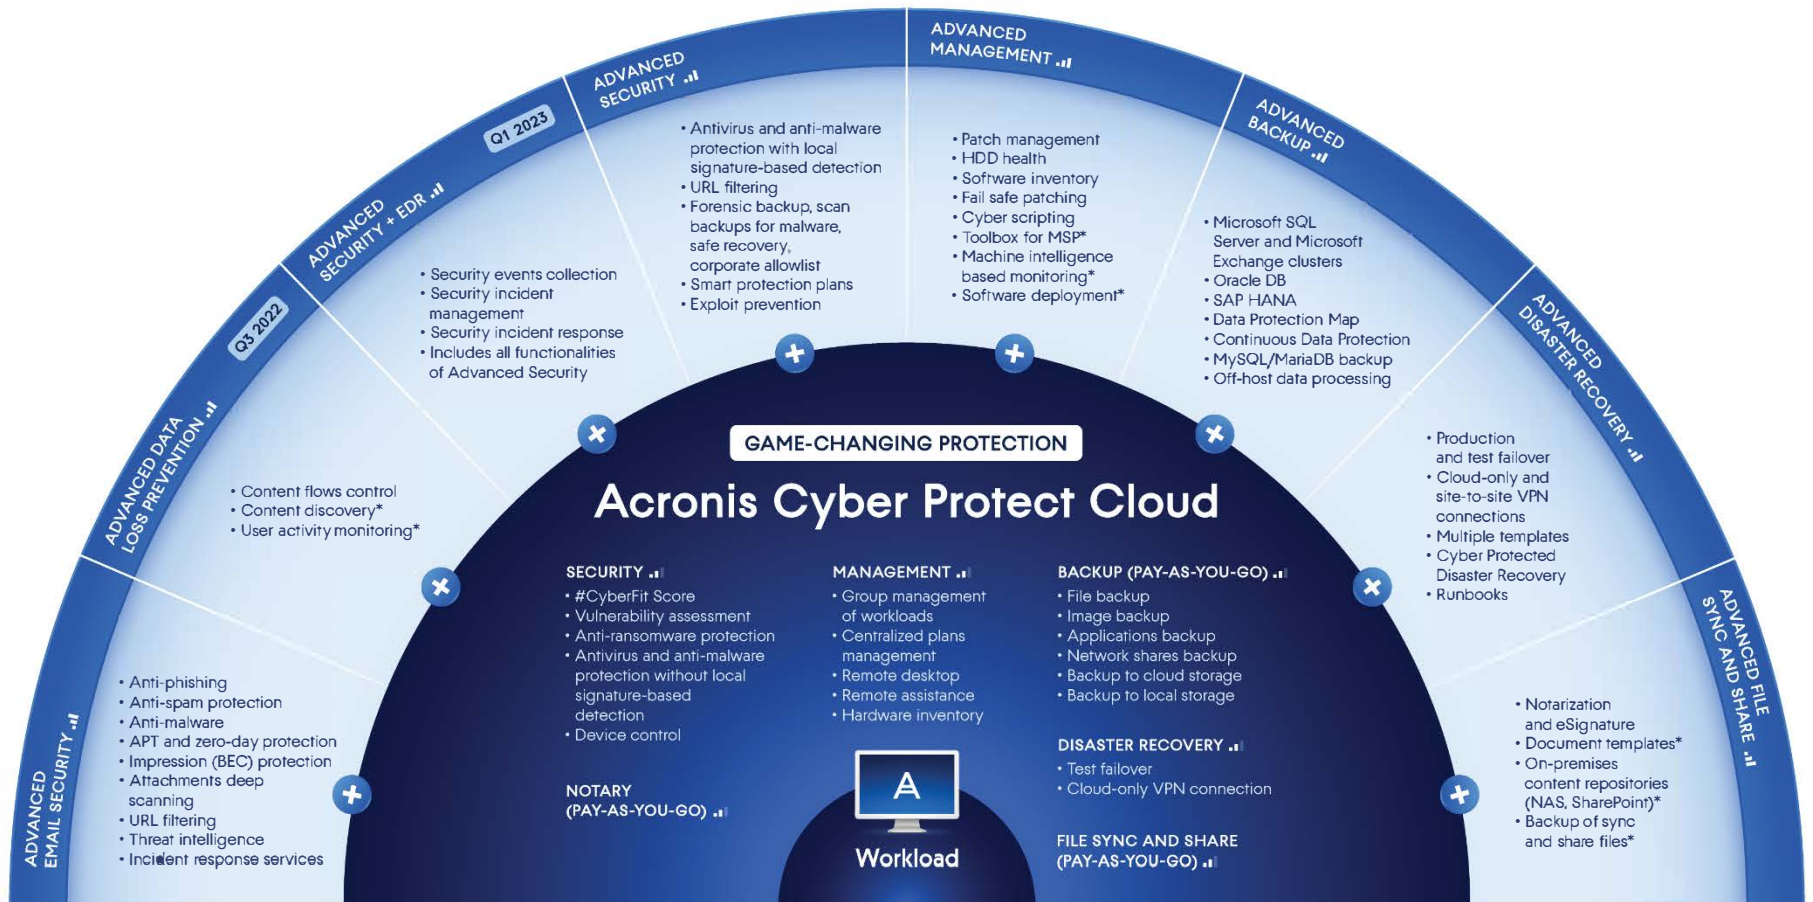 ADVANCED
EMAIL SECURITY
• Anti-phishing
• Anti-spam protection
• Anti-malware
• APT and zero-day protection
• Impression (BEC) protection
• Attachments deep
scanning
• URL filtering
• Threat intelligence
• Incident response services
ADVANCED DATA
LOSS PREVENTION
Q3 2022
• Content flows control
• Content discovery*
• User activity monitoring*
ADVANCED
SECURITY + EDR
Q1 2023
• Security events collection
• Security incident
management
• Security incident response
• Includes all functionalities
of Advanced Security
ADVANCED
SECURITY
• Antivirus and anti-malware
protection with local
signature-based detection
• URL filtering
• Forensic backup, scan
backups for malware,
safe recovery,
corporate allowlist
• Smart protection plans
• Exploit prevention
ADVANCED
MANAGEMENT
• Patch management
• HDD health
• Software inventory
• Fail safe patching
• Cyber scripting
• Toolbox for MSP*
• Machine intelligence
based monitoring*
• Software deployment*
ADVANCED
BACKUP
• Microsoft SQL
Server and Microsoft
Exchange clusters
• Oracle DB
• SAP HANA
• Data Protection Map
• Continuous Data Protection
• MySQL/MariaDB backup
• Off-host data processing
ADVANCED
DISASTER RECOVERY
• Production
and test failover
• Cloud-only and
site-to-site VPN
connections
• Multiple templates
• Cyber Protected
Disaster Recovery
• Runbooks
ADVANCED FILE
SYNC AND SHARE
• Notarization
and eSignature
• Document templates*
• On-premises
content repositories
(NAS, SharePoint)*
• Backup of sync
and share files*
GAME-CHANGING PROTECTION
Acronis Cyber Protect Cloud
SECURITY
• #CyberFit Score
• Vulnerability assessment
• Anti-ransomware protection
• Antivirus and anti-malware
protection without local
signature-based
detection
• Device control
NOTARY
(PAY-AS-YOU-GO)
MANAGEMENT
• Group management
of workloads
• Centralized plans
management
• Remote desktop
• Remote assistance
• Hardware inventory
BACKUP (PAY-AS-YOU-GO)
• File backup
• Image backup
• Applications backup
• Network shares backup
• Backup to cloud storage
• Backup to local storage
DISASTER RECOVERY
• Test failover
• Cloud-only VPN connection
FILE SYNC AND SHARE
(PAY-AS-YOU-GO)
A
Workload